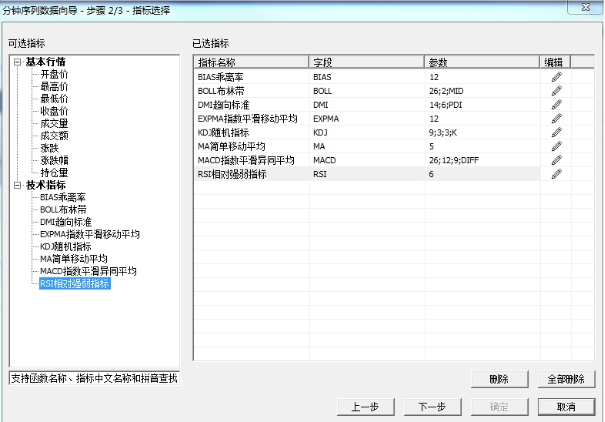 分钟序列数据向导 - 步骤 2/3 - 指标选择
可选指标
基本行情
开盘价
最高价
最低价
收盘价
成交量
成交额
涨跌
涨跌幅
持仓量
技术指标
BIAS乖离率
BOLL布林带
DMI趋向标准
EXPMA指数平滑移动平均
KDJ随机指标
MA简单移动平均
MACD指数平滑异同平均
RSI相对强弱指标
支持函数名称、指标中文名称和拼音查找
已选指标
指标名称 字段 参数 编辑
BIAS乖离率 BIAS 12
BOLL布林带 BOLL 26;2;MID
DMI趋向标准 DMI 14;6;PDI
EXPMA指数平滑移动平均 EXPMA 12
KDJ随机指标 KDJ 9;3;3;K
MA简单移动平均 MA 5
MACD指数平滑异同平均 MACD 26;12;9;DIFF
RSI相对强弱指标 RSI 6
删除 全部删除
上一步 下一步 确定 取消